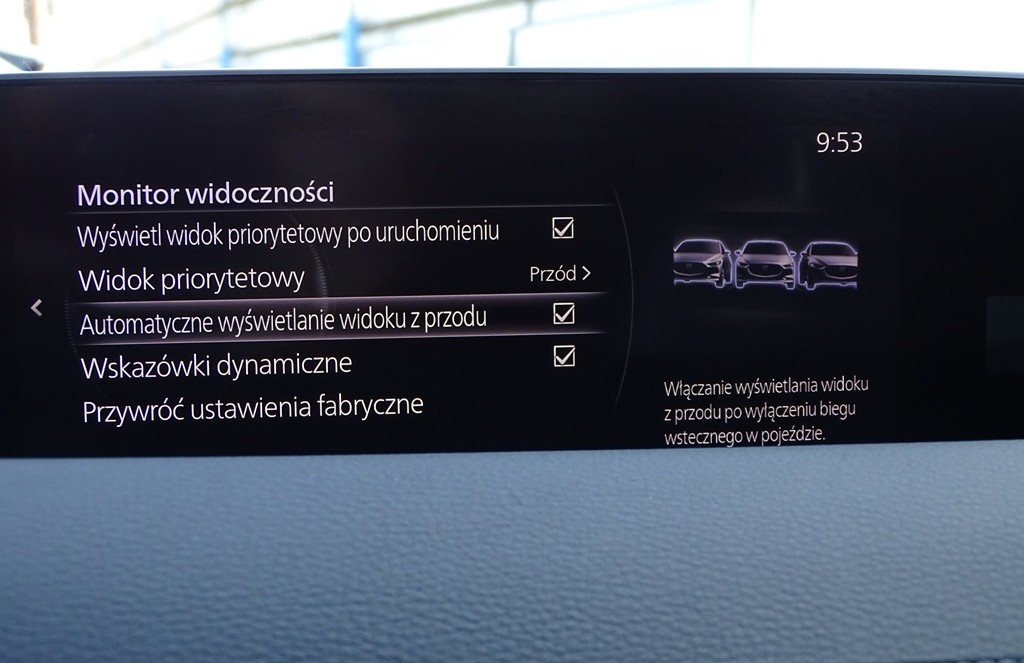 9:53
Monitor widoczności
Wyświetl widok priorytetowy po uruchomieniu
Widok priorytetowy Przód >
Automatyczne wyświetlanie widoku z przodu
Wskazówki dynamiczne
Przywróć ustawienia fabryczne
Włączanie wyświetlania widoku
z przodu po wyłączeniu biegu
wstecznego w pojeździe.